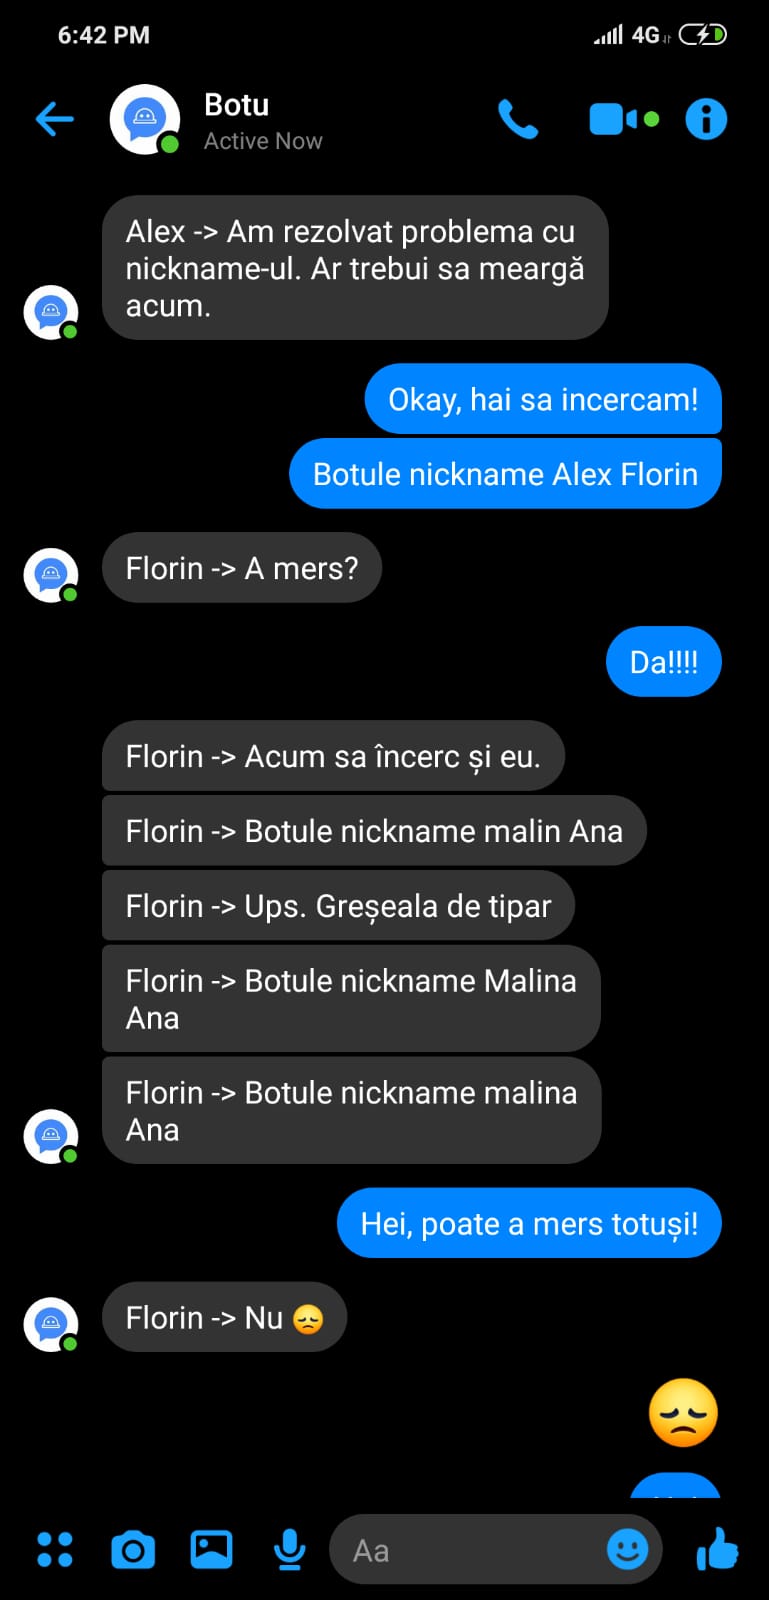 6:42 PM
4G
Botu
Active Now
Alex -> Am rezolvat problema cu
nickname-ul. Ar trebui sa meargă
acum.
Okay, hai sa incercam!
Botule nickname Alex Florin
Florin -> A mers?
Da!!!!
Florin -> Acum sa încerc și eu.
Florin -> Botule nickname malin Ana
Florin -> Ups. Greșeala de tipar
Florin -> Botule nickname Malina
Ana
Florin -> Botule nickname malina
Ana
Hei, poate a mers totuși!
Florin -> Nu 😞
😞
Aa